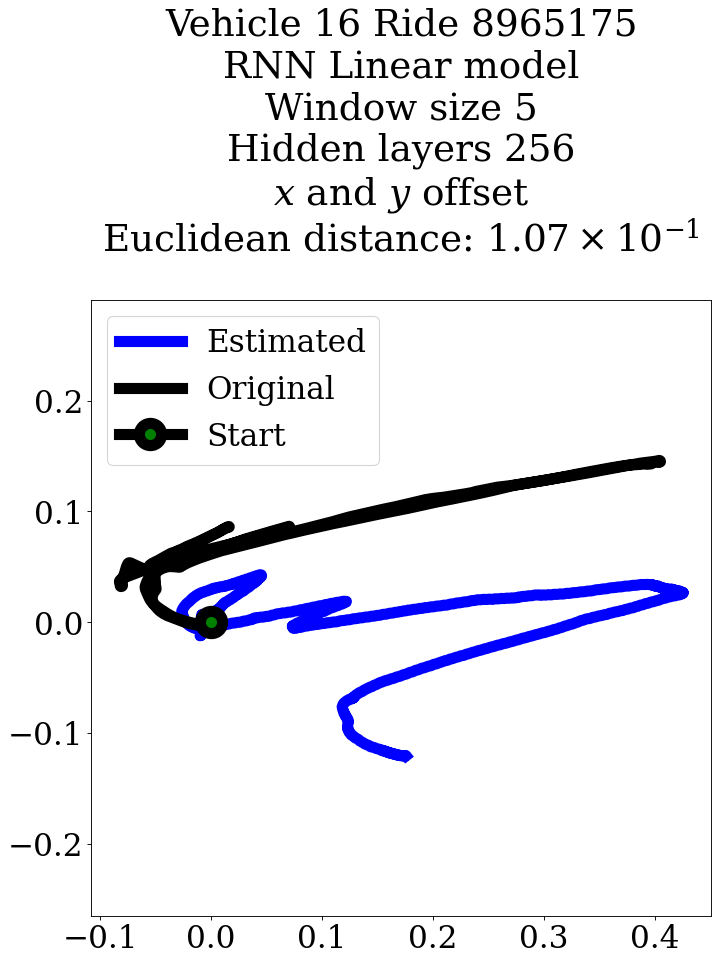 Vehicle 16 Ride 8965175
RNN Linear model
Window size 5
Hidden layers 256
x and y offset
Euclidean distance: 1.07 × 10⁻¹
Estimated
Original
Start
0.2
0.1
0.0
−0.1
−0.2
−0.1 0.0 0.1 0.2 0.3 0.4